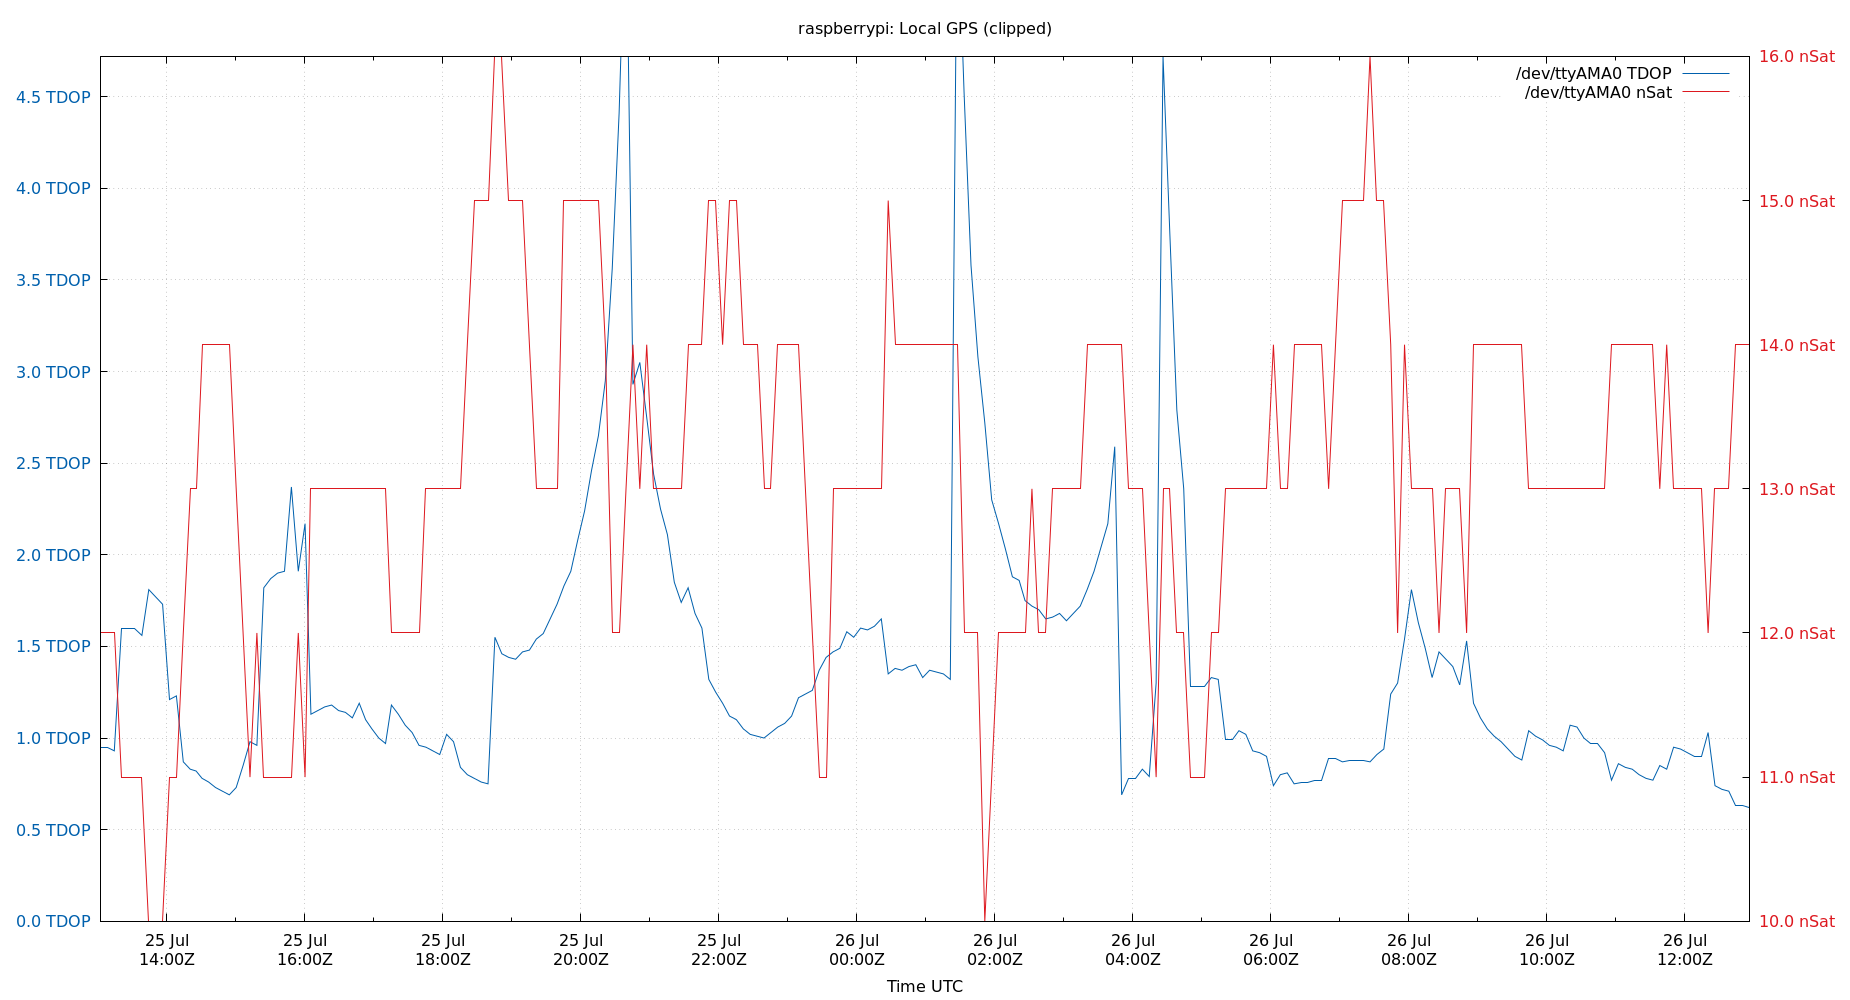 raspberrypi: Local GPS (clipped)
/dev/ttyAMA0 TDOP
/dev/ttyAMA0 nSat
4.5 TDOP
4.0 TDOP
3.5 TDOP
3.0 TDOP
2.5 TDOP
2.0 TDOP
1.5 TDOP
1.0 TDOP
0.5 TDOP
0.0 TDOP
16.0 nSat
15.0 nSat
14.0 nSat
13.0 nSat
12.0 nSat
11.0 nSat
10.0 nSat
25 Jul 25 Jul 25 Jul 25 Jul 25 Jul 26 Jul 26 Jul 26 Jul 26 Jul 26 Jul 26 Jul 26 Jul
14:00Z 16:00Z 18:00Z 20:00Z 22:00Z 00:00Z 02:00Z 04:00Z 06:00Z 08:00Z 10:00Z 12:00Z
Time UTC